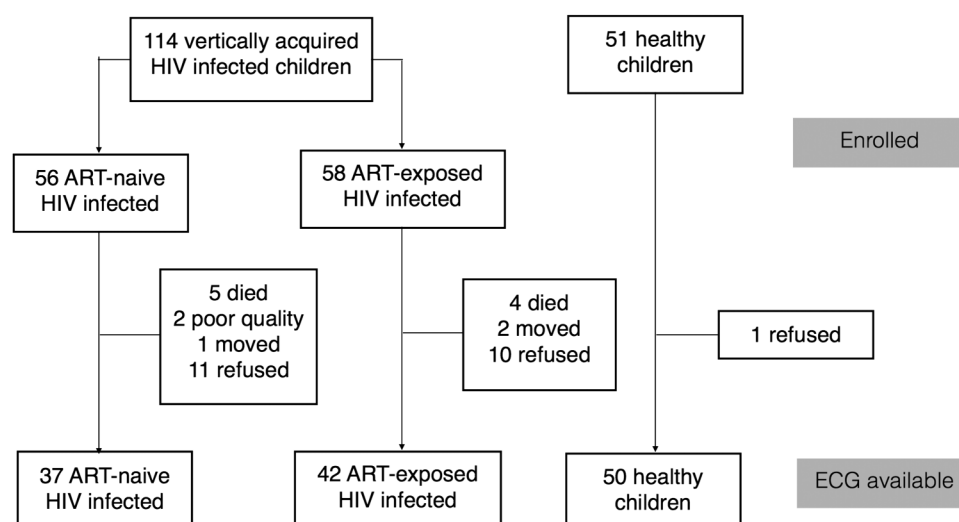 114 vertically acquired
HIV infected children
51 healthy
children
Enrolled
56 ART-naive
HIV infected
58 ART-exposed
HIV infected
5 died
2 poor quality
1 moved
11 refused
4 died
2 moved
10 refused
1 refused
37 ART-naive
HIV infected
42 ART-exposed
HIV infected
50 healthy
children
ECG available